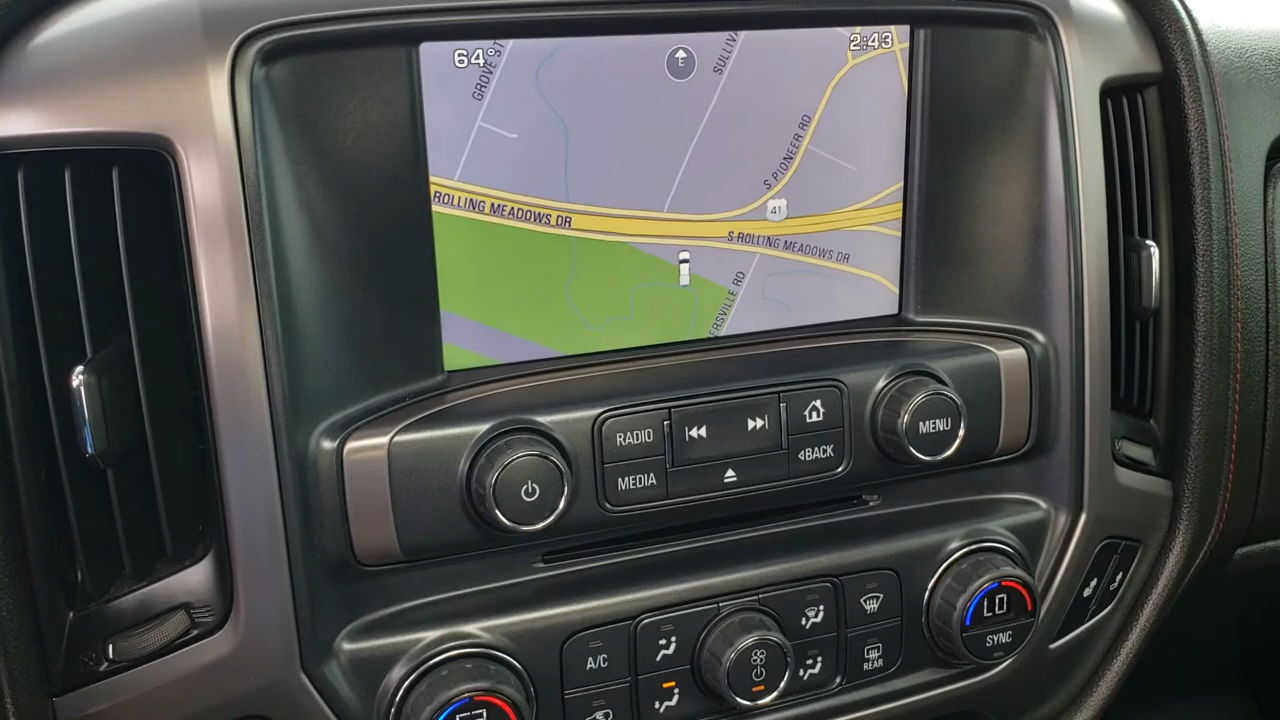 64°
2:43
GROVE ST
E
SULLIVA
S PIONEER RD
ROLLING MEADOWS DR
41
S ROLLING MEADOWS DR
ERSVILLE RD
RADIO
MEDIA
BACK
MENU
A/C
REAR
LO
SYNC